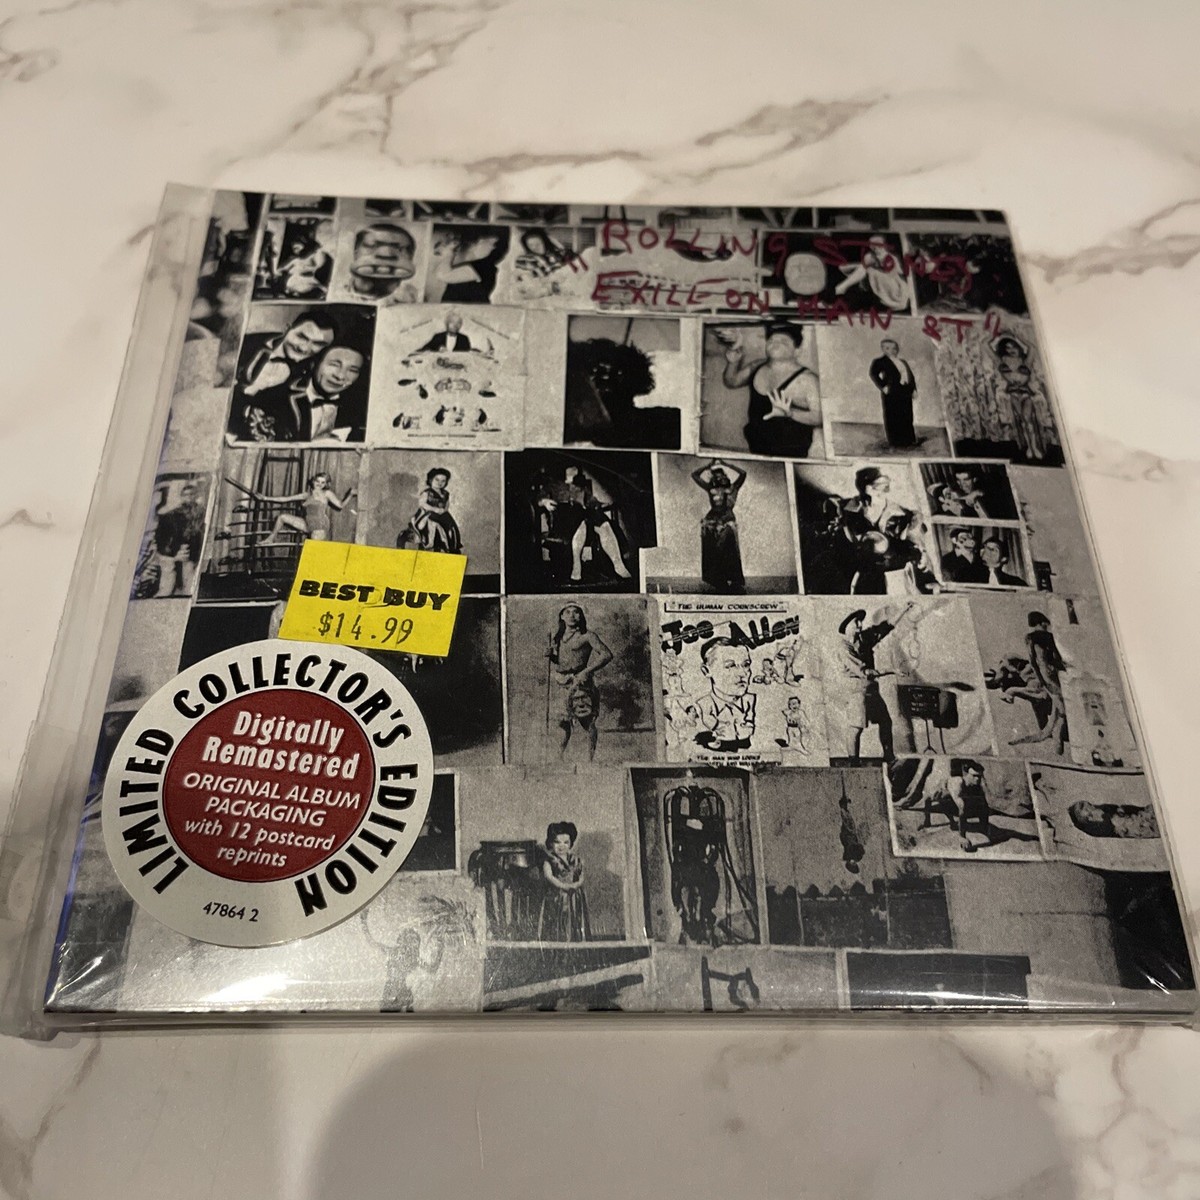 "ROLLING STONES
EXILE ON MAIN ST"
BEST BUY
$14.99
THE HUMAN CORKSCREW
Joe Allen
LIMITED COLLECTOR'S EDITION
Digitally
Remastered
ORIGINAL ALBUM
PACKAGING
with 12 postcard
reprints
47864 2